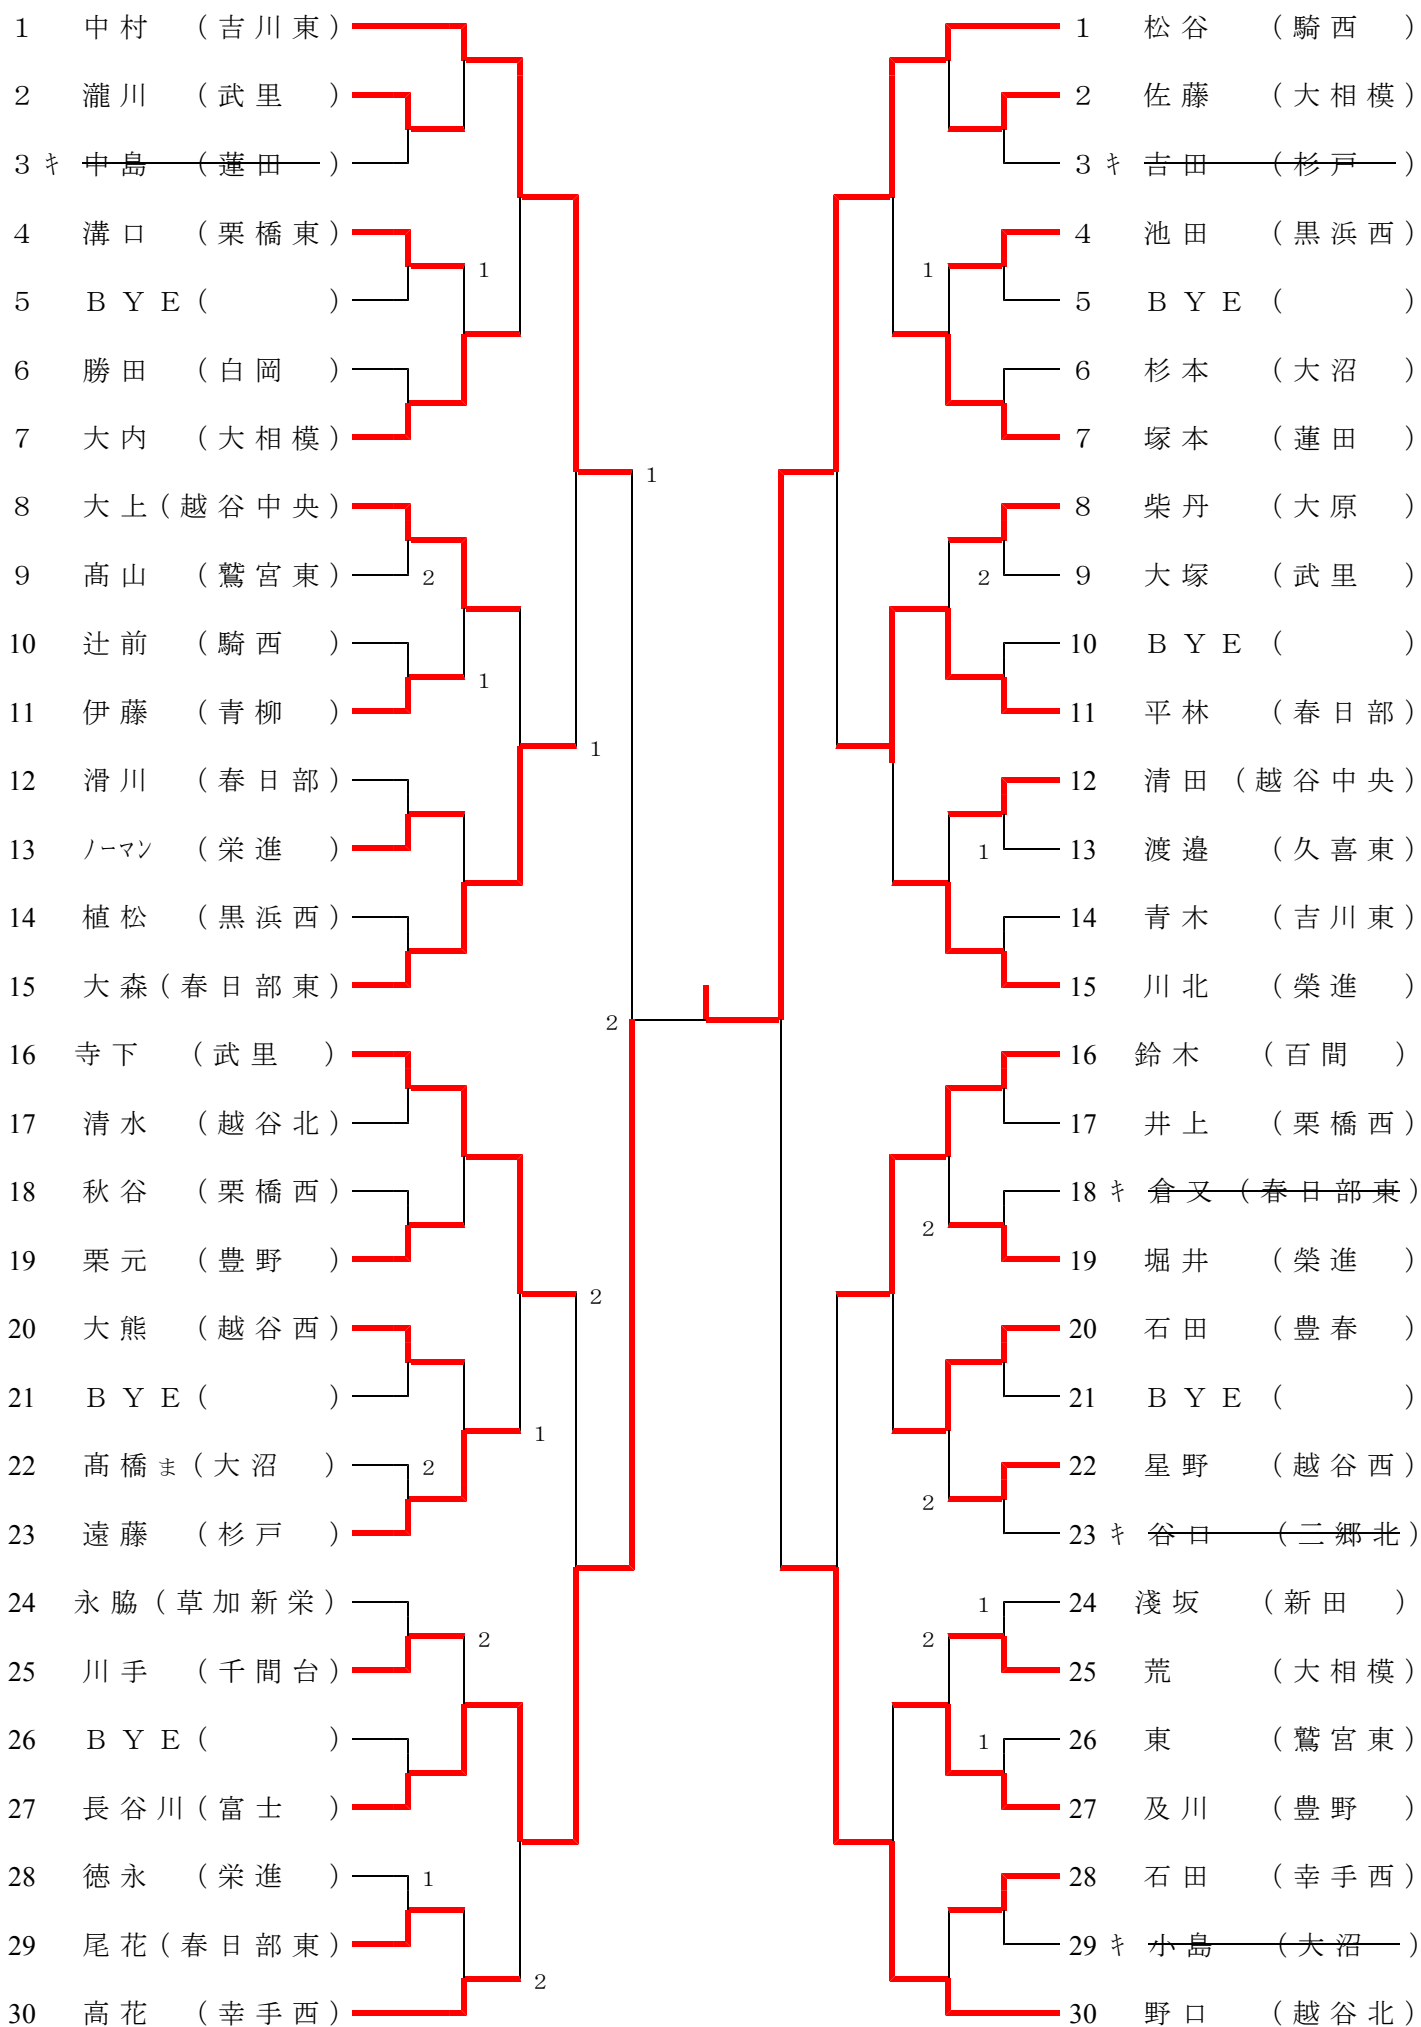 1 中村 （吉川東）
2 瀧川 （武里 ）
3 ｷ 中島 （蓮田 ）
4 溝口 （栗橋東）
1
5 ＢＹＥ（ ）
6 勝田 （白岡 ）
7 大内 （大相模）
1
8 大上（越谷中央）
9 髙山 （鷲宮東） 2
10 辻前 （騎西 ）
1
11 伊藤 （青柳 ）
1
12 滑川 （春日部）
13 ﾉｰﾏﾝ （栄進 ）
14 植松 （黒浜西）
15 大森（春日部東）
2
16 寺下 （武里 ）
17 清水 （越谷北）
18 秋谷 （栗橋西）
19 栗元 （豊野 ）
2
20 大熊 （越谷西）
21 ＢＹＥ（ ）
1
22 髙橋ま（大沼 ） 2
23 遠藤 （杉戸 ）
24 永脇（草加新栄）
2
25 川手 （千間台）
26 ＢＹＥ（ ）
27 長谷川（富士 ）
28 徳永 （栄進 ） 1
29 尾花（春日部東）
2
30 高花 （幸手西）
1 松谷 （騎西 ）
2 佐藤 （大相模）
3 ｷ 吉田 （杉戸 ）
4 池田 （黒浜西）
1
5 ＢＹＥ （ ）
6 杉本 （大沼 ）
7 塚本 （蓮田 ）
8 柴丹 （大原 ）
2 9 大塚 （武里 ）
10 ＢＹＥ （ ）
11 平林 （春日部）
12 清田 （越谷中央）
1 13 渡邉 （久喜東）
14 青木 （吉川東）
15 川北 （榮進 ）
16 鈴木 （百間 ）
17 井上 （栗橋西）
18 ｷ 倉又 （春日部東）
2
19 堀井 （榮進 ）
20 石田 （豊春 ）
21 ＢＹＥ （ ）
22 星野 （越谷西）
2
23 ｷ 谷口 （三郷北）
1 24 淺坂 （新田 ）
2
25 荒 （大相模）
1 26 東 （鷲宮東）
27 及川 （豊野 ）
28 石田 （幸手西）
29 ｷ 小島 （大沼 ）
30 野口 （越谷北）